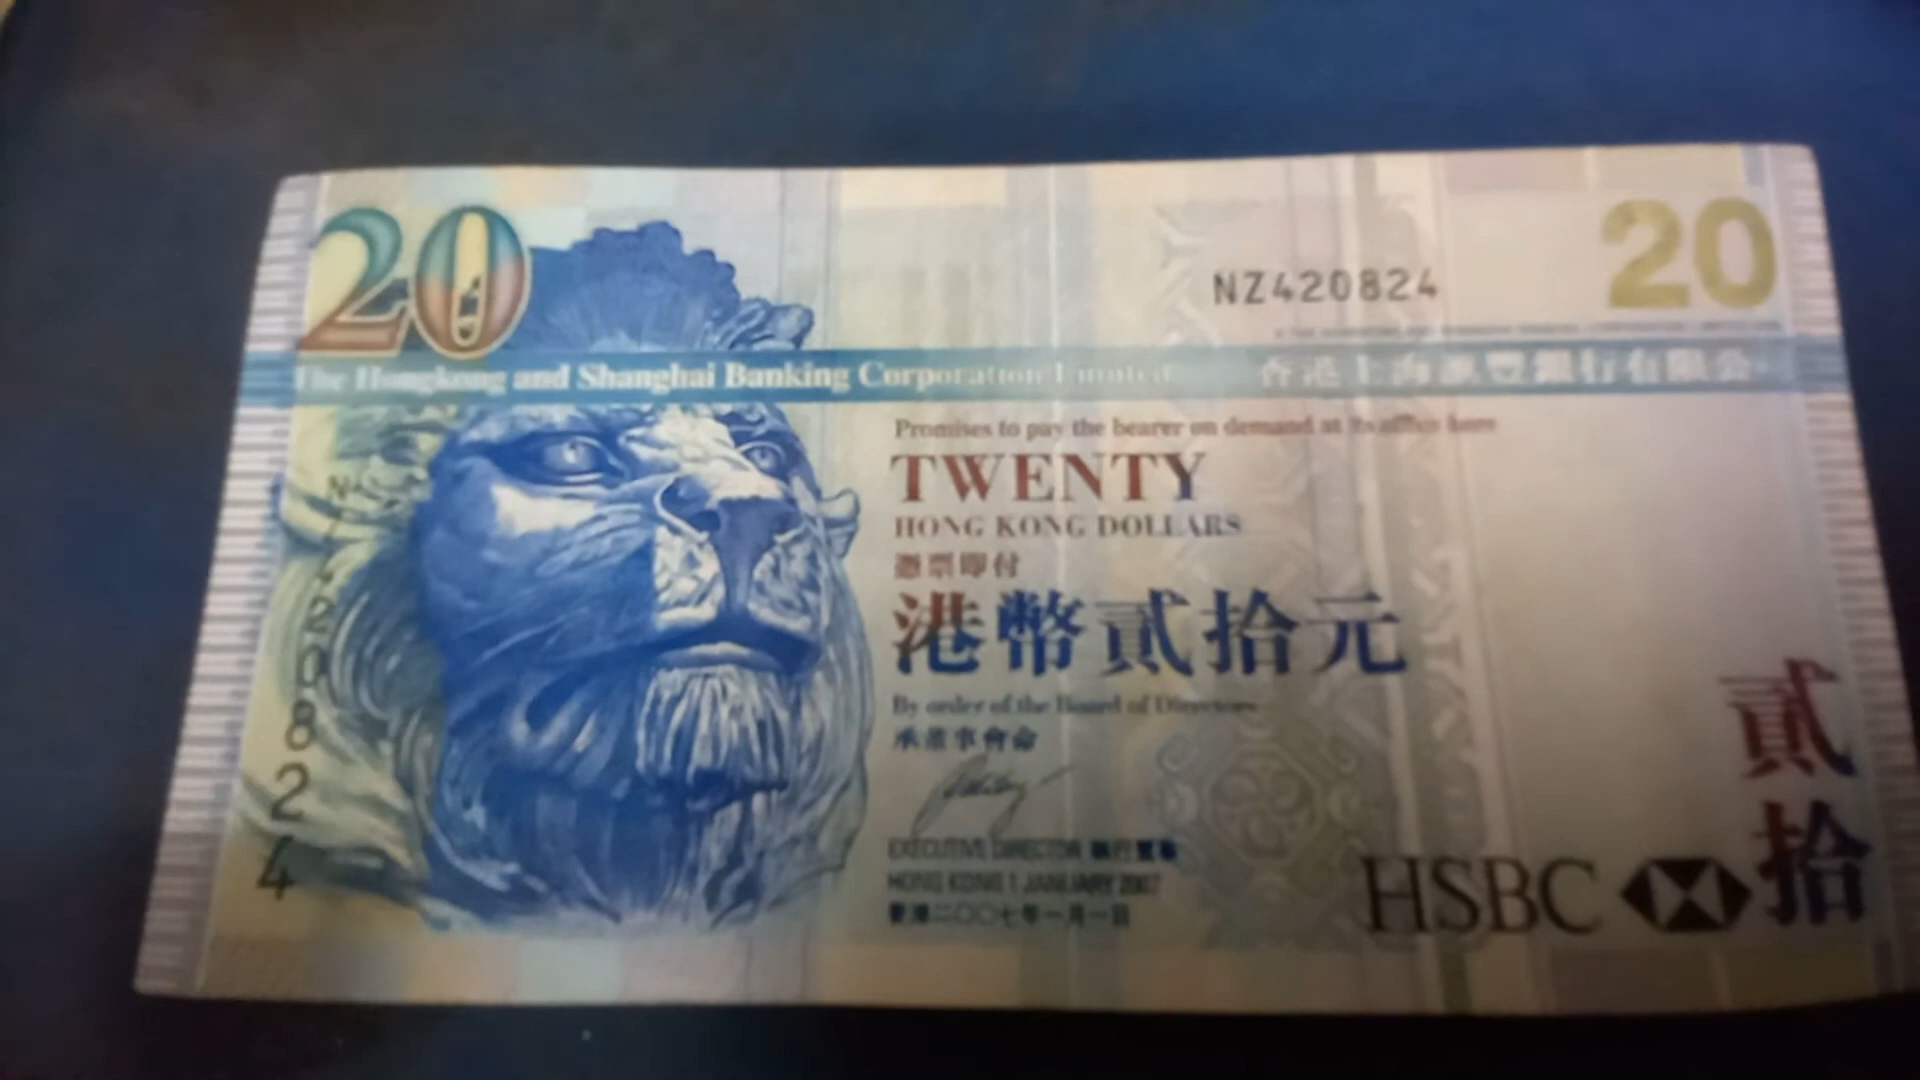 20
NZ420824
20
The Hongkong and Shanghai Banking Corporation Limited
香港上海滙豐銀行有限公司
Promises to pay the bearer on demand at its office here
TWENTY
HONG KONG DOLLARS
憑票即付
港幣貳拾元
By order of the Board of Directors
承董事會命
EXECUTIVE DIRECTOR 執行董事
HONG KONG 1 JANUARY 2007
香港二〇〇七年一月一日
NZ420824
HSBC
貳拾